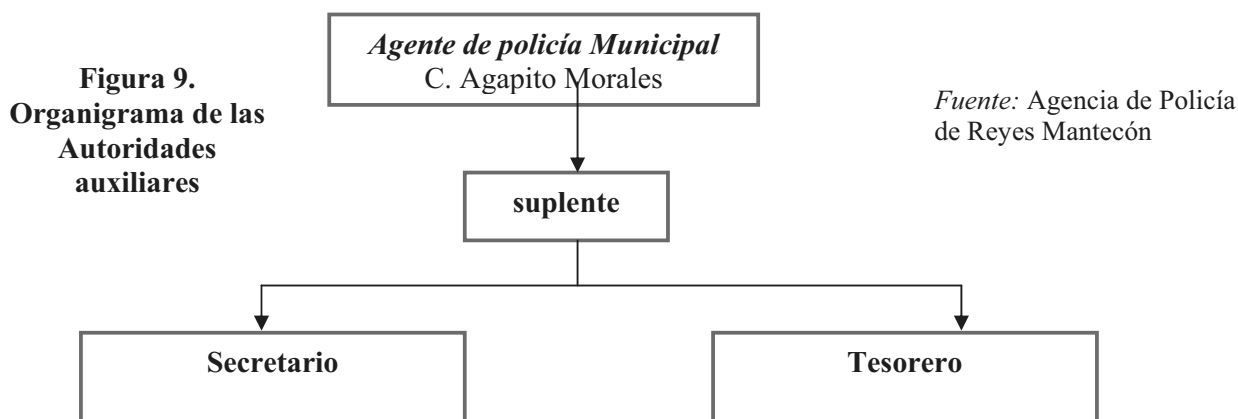 Agente de policía Municipal
C. Agapito Morales
Figura 9.
Organigrama de las
Autoridades
auxiliares
Fuente: Agencia de Policía
de Reyes Mantecón
suplente
Secretario
Tesorero